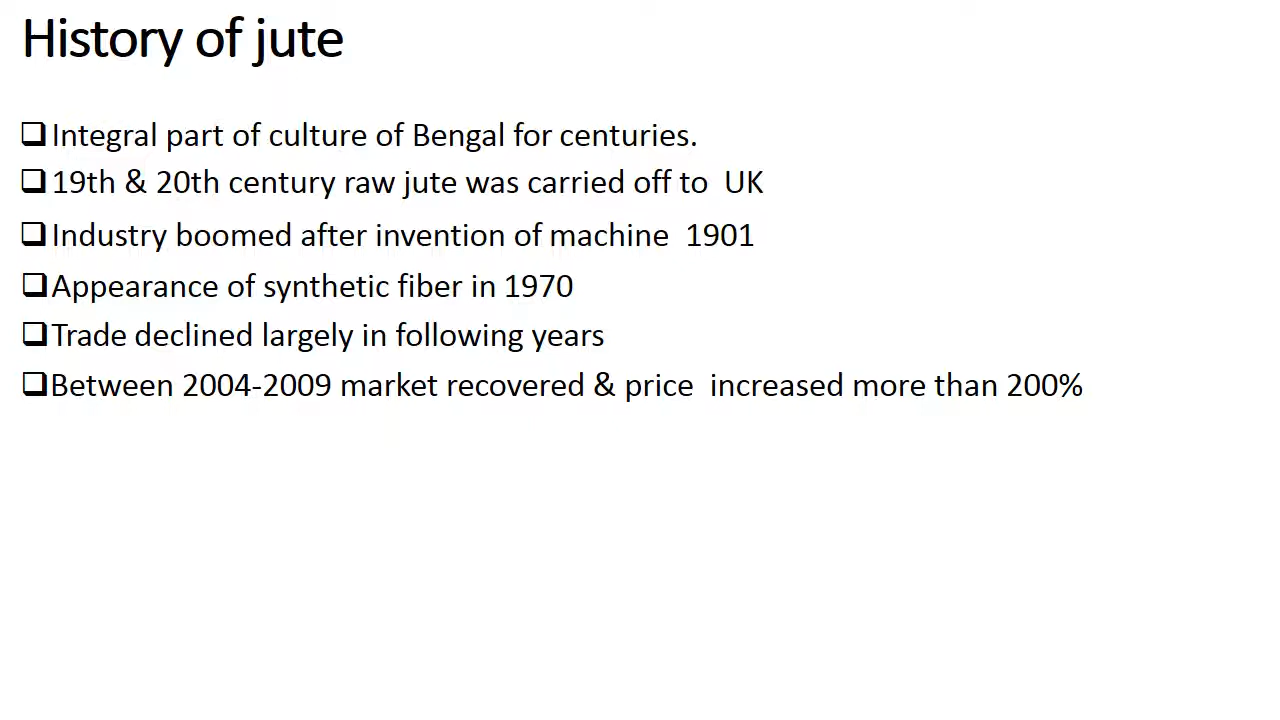 History of jute
❑Integral part of culture of Bengal for centuries.
❑19th & 20th century raw jute was carried off to  UK
❑Industry boomed after invention of machine  1901
❑Appearance of synthetic fiber in 1970
❑Trade declined largely in following years
❑Between 2004-2009 market recovered & price  increased more than 200%